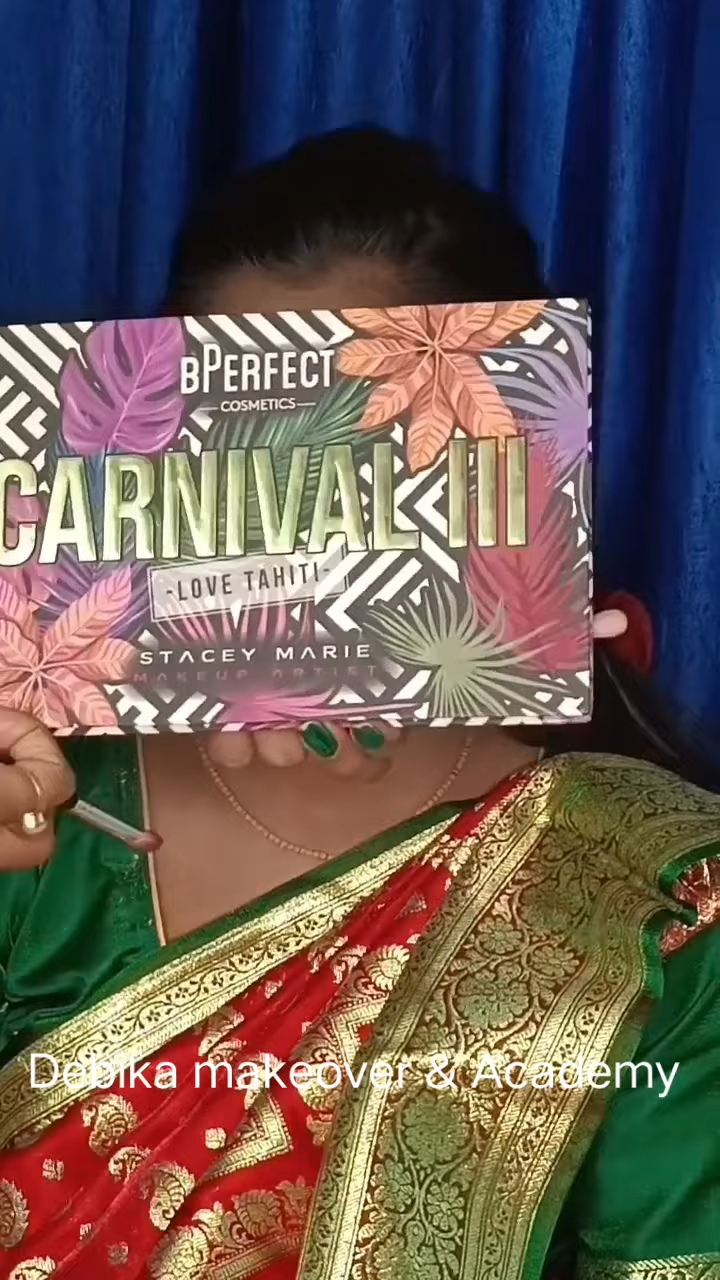 BPERFECT
COSMETICS
CARNIVAL III
-LOVE TAHITI-
STACEY MARIE
MAKEUP ARTIST
Debika makeover & Academy